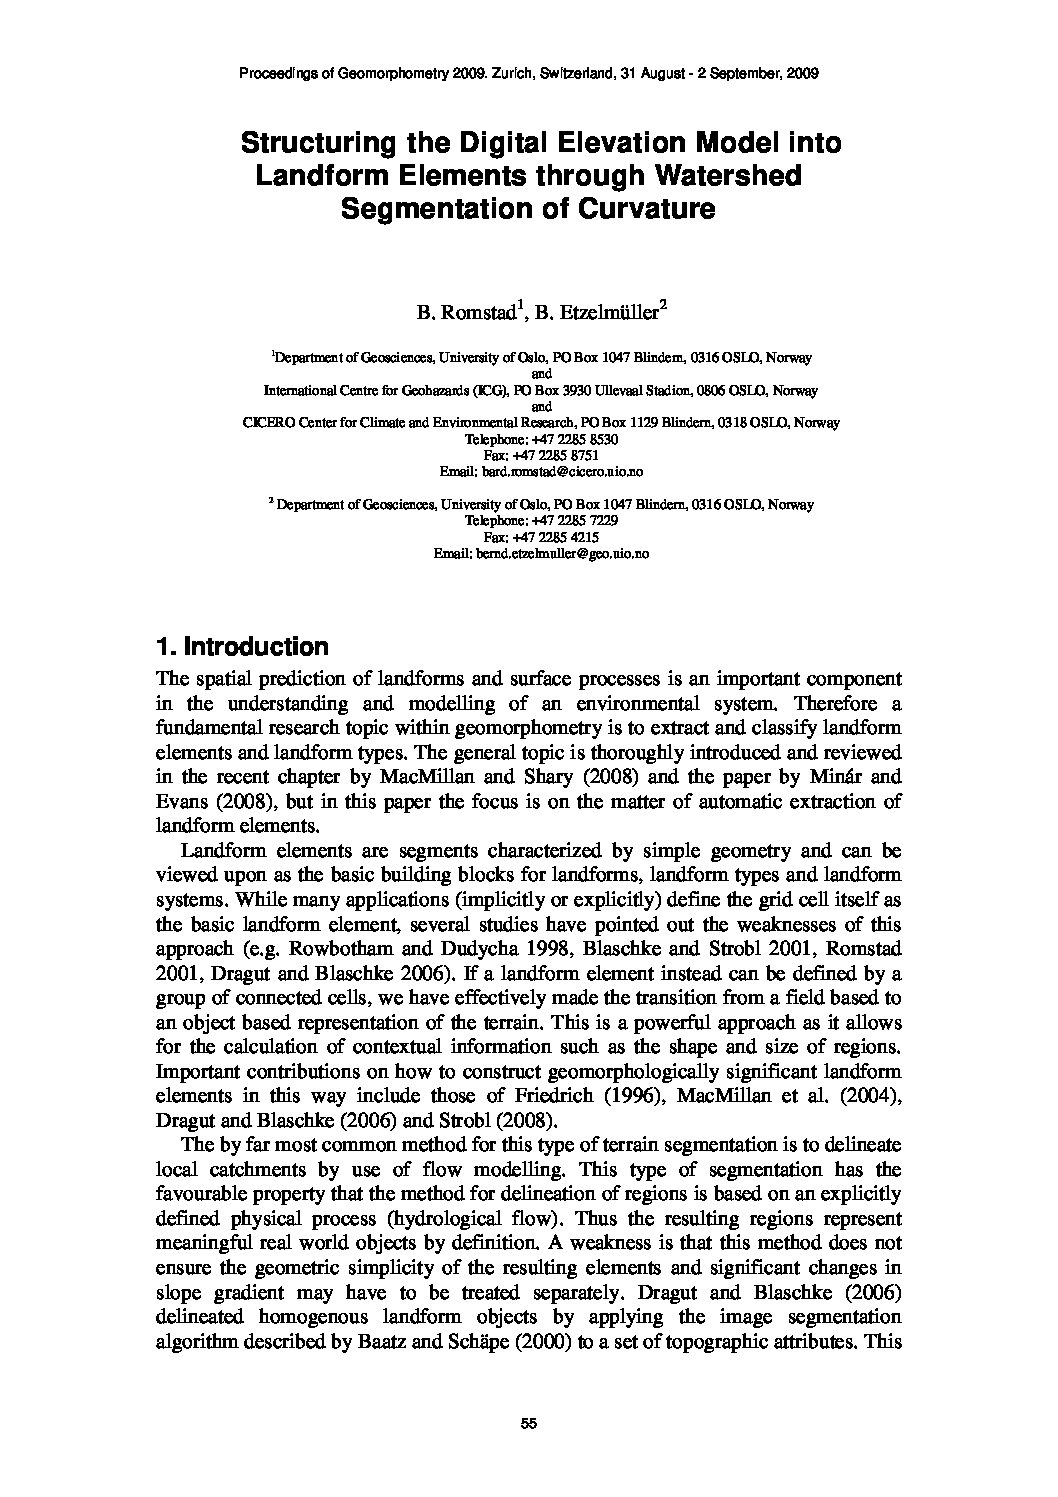 Proceedings of Geomorphometry 2009. Zurich, Switzerland, 31 August - 2 September, 2009
Structuring the Digital Elevation Model into
Landform Elements through Watershed
Segmentation of Curvature
B. Romstad1, B. Etzelmüller2
1Department of Geosciences, University of Oslo, PO Box 1047 Blindern, 0316 OSLO, Norway
and
International Centre for Geohazards (ICG), PO Box 3930 Ullevaal Stadion, 0806 OSLO, Norway
and
CICERO Center for Climate and Environmental Research, PO Box 1129 Blindern, 0318 OSLO, Norway
Telephone: +47 2285 8530
Fax: +47 2285 8751
Email: bard.romstad@cicero.uio.no
2 Department of Geosciences, University of Oslo, PO Box 1047 Blindern, 0316 OSLO, Norway
Telephone: +47 2285 7229
Fax: +47 2285 4215
Email: bernd.etzelmuller@geo.uio.no
1. Introduction
The spatial prediction of landforms and surface processes is an important component
in the understanding and modelling of an environmental system. Therefore a
fundamental research topic within geomorphometry is to extract and classify landform
elements and landform types. The general topic is thoroughly introduced and reviewed
in the recent chapter by MacMillan and Shary (2008) and the paper by Minár and
Evans (2008), but in this paper the focus is on the matter of automatic extraction of
landform elements.
Landform elements are segments characterized by simple geometry and can be
viewed upon as the basic building blocks for landforms, landform types and landform
systems. While many applications (implicitly or explicitly) define the grid cell itself as
the basic landform element, several studies have pointed out the weaknesses of this
approach (e.g. Rowbotham and Dudycha 1998, Blaschke and Strobl 2001, Romstad
2001, Dragut and Blaschke 2006). If a landform element instead can be defined by a
group of connected cells, we have effectively made the transition from a field based to
an object based representation of the terrain. This is a powerful approach as it allows
for the calculation of contextual information such as the shape and size of regions.
Important contributions on how to construct geomorphologically significant landform
elements in this way include those of Friedrich (1996), MacMillan et al. (2004),
Dragut and Blaschke (2006) and Strobl (2008).
The by far most common method for this type of terrain segmentation is to delineate
local catchments by use of flow modelling. This type of segmentation has the
favourable property that the method for delineation of regions is based on an explicitly
defined physical process (hydrological flow). Thus the resulting regions represent
meaningful real world objects by definition. A weakness is that this method does not
ensure the geometric simplicity of the resulting elements and significant changes in
slope gradient may have to be treated separately. Dragut and Blaschke (2006)
delineated homogenous landform objects by applying the image segmentation
algorithm described by Baatz and Schäpe (2000) to a set of topographic attributes. This
55